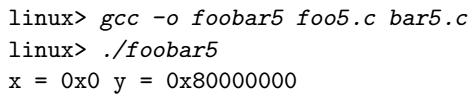 linux> gcc -o foobar5 foo5.c bar5.c
linux> ./foobar5
x = 0x0 y = 0x80000000